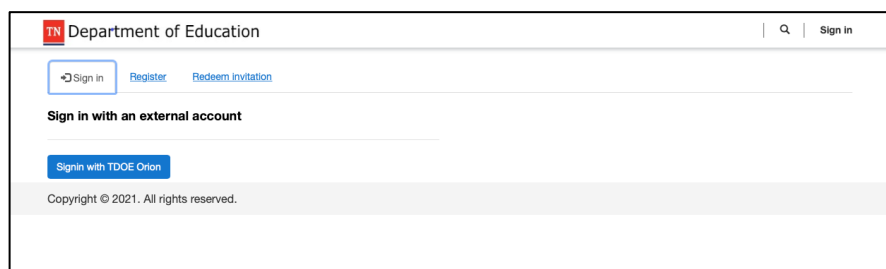 TN Department of Education
Sign in
Sign in Register Redeem invitation
Sign in with an external account
Signin with TDOE Orion
Copyright © 2021. All rights reserved.